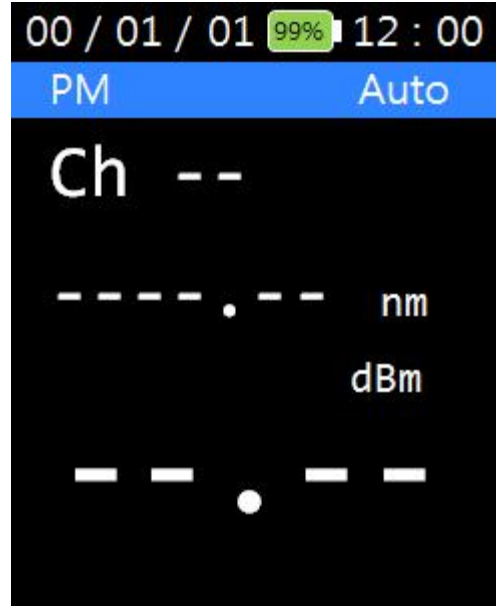 00 / 01 / 01 99% 12 : 00
PM Auto
Ch --
----.-- nm
dBm
--.--